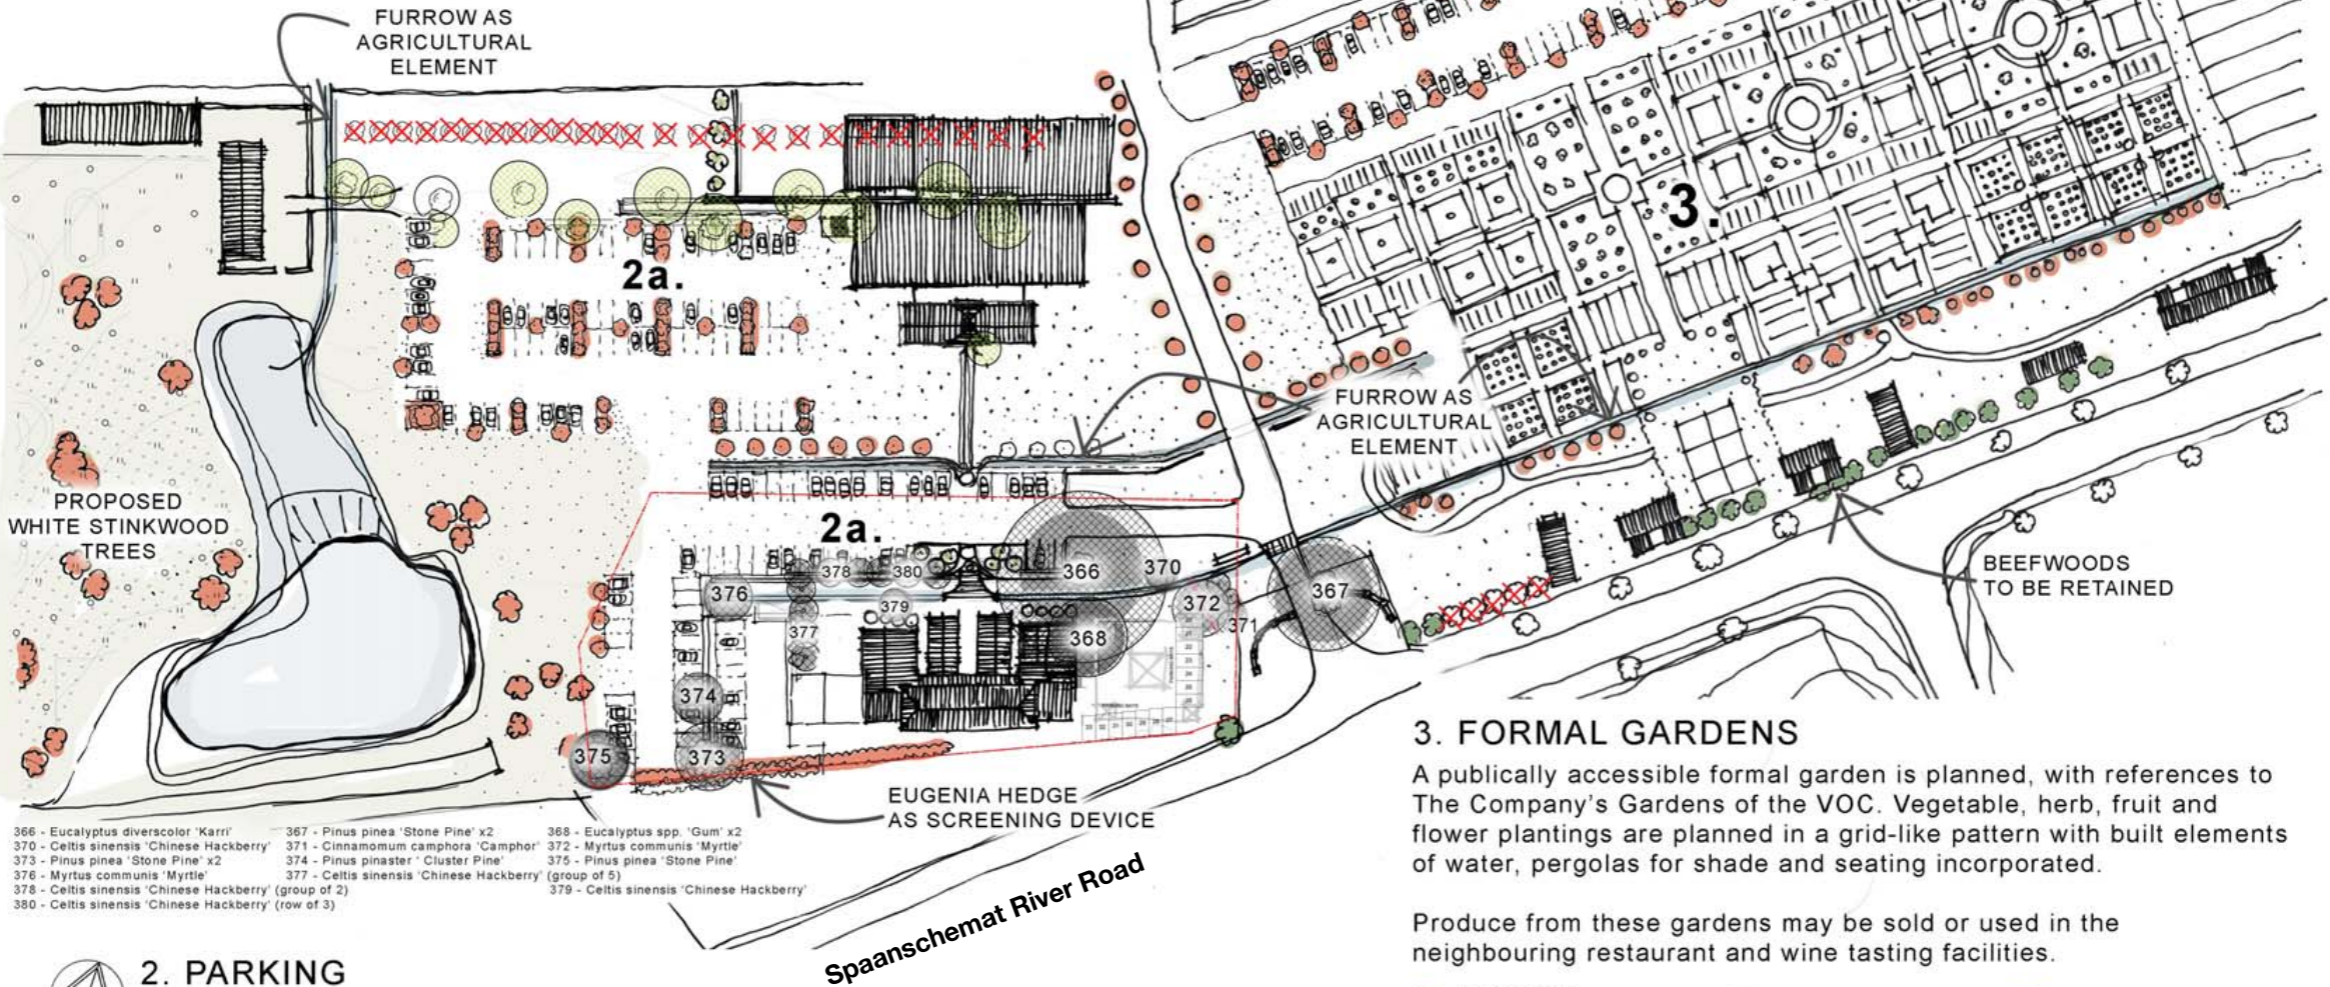 FURROW AS
AGRICULTURAL
ELEMENT
3.
2a.
FURROW AS
AGRICULTURAL
ELEMENT
PROPOSED
WHITE STINKWOOD
TREES
2a.
378
380
366
370
376
379
372
367
377
368
371
374
375
373
BEEFWOODS
TO BE RETAINED
EUGENIA HEDGE
AS SCREENING DEVICE
366 - Eucalyptus diverscolor 'Karri'
367 - Pinus pinea 'Stone Pine' x2
368 - Eucalyptus spp. 'Gum' x2
370 - Celtis sinensis 'Chinese Hackberry'
371 - Cinnamomum camphora 'Camphor'
372 - Myrtus communis 'Myrtle'
373 - Pinus pinea 'Stone Pine' x2
374 - Pinus pinaster ' Cluster Pine'
375 - Pinus pinea 'Stone Pine'
376 - Myrtus communis 'Myrtle'
377 - Celtis sinensis 'Chinese Hackberry' (group of 5)
378 - Celtis sinensis 'Chinese Hackberry' (group of 2)
379 - Celtis sinensis 'Chinese Hackberry'
380 - Celtis sinensis 'Chinese Hackberry' (row of 3)
Spaanschemat River Road
2. PARKING
3. FORMAL GARDENS
A publically accessible formal garden is planned, with references to
The Company's Gardens of the VOC. Vegetable, herb, fruit and
flower plantings are planned in a grid-like pattern with built elements
of water, pergolas for shade and seating incorporated.
Produce from these gardens may be sold or used in the
neighbouring restaurant and wine tasting facilities.